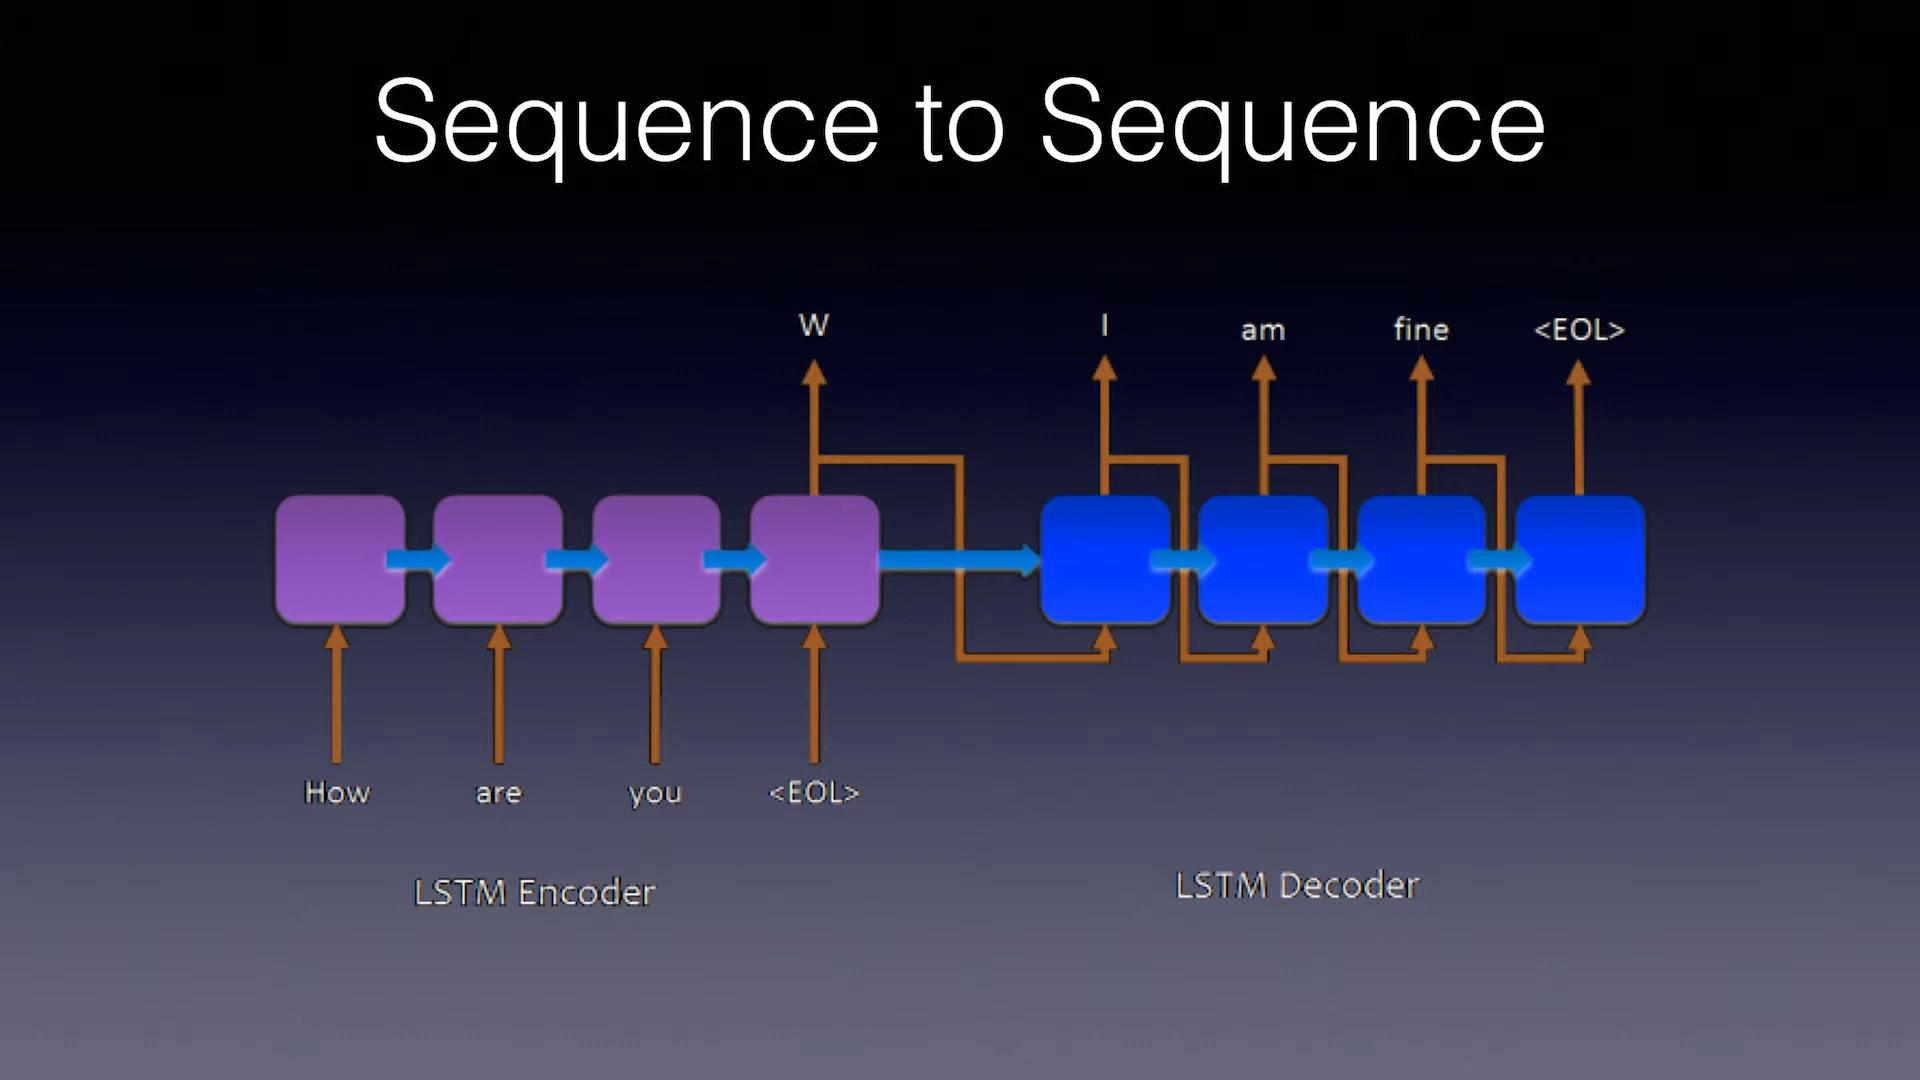 Sequence to Sequence
W I am fine <EOL>
How are you <EOL>
LSTM Encoder LSTM Decoder